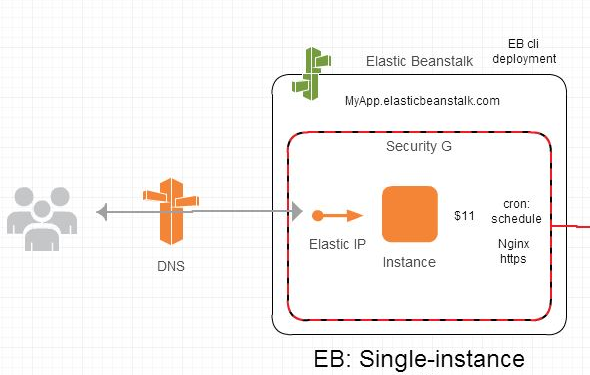 EB cli
deployment
Elastic Beanstalk
MyApp.elasticbeanstalk.com
Security G
DNS
Elastic IP
Instance
$11
cron:
schedule
Nginx
https
EB: Single-instance